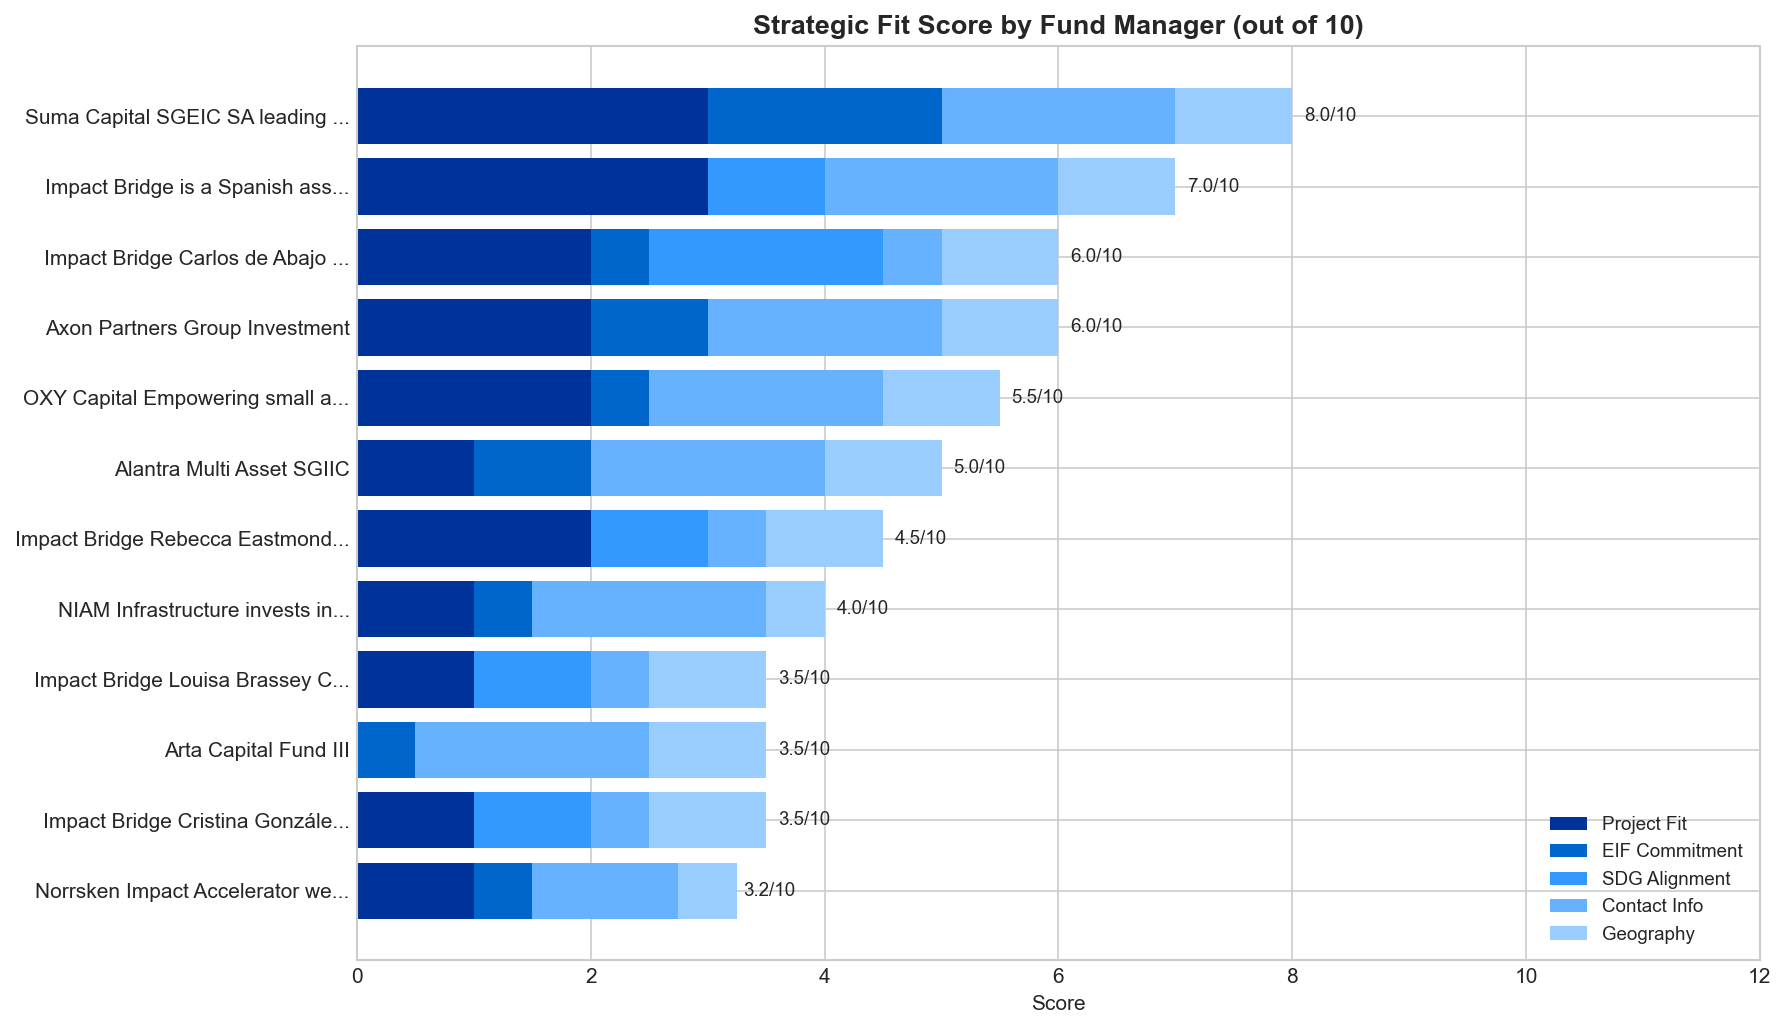 Strategic Fit Score by Fund Manager (out of 10)
Suma Capital SGEIC SA leading ... 8.0/10
Impact Bridge is a Spanish ass... 7.0/10
Impact Bridge Carlos de Abajo ... 6.0/10
Axon Partners Group Investment 6.0/10
OXY Capital Empowering small a... 5.5/10
Alantra Multi Asset SGIIC 5.0/10
Impact Bridge Rebecca Eastmond... 4.5/10
NIAM Infrastructure invests in... 4.0/10
Impact Bridge Louisa Brassey C... 3.5/10
Arta Capital Fund III 3.5/10
Impact Bridge Cristina Gonzále... 3.5/10
Norrsken Impact Accelerator we... 3.2/10
Project Fit
EIF Commitment
SDG Alignment
Contact Info
Geography
0 2 4 6 8 10 12
Score